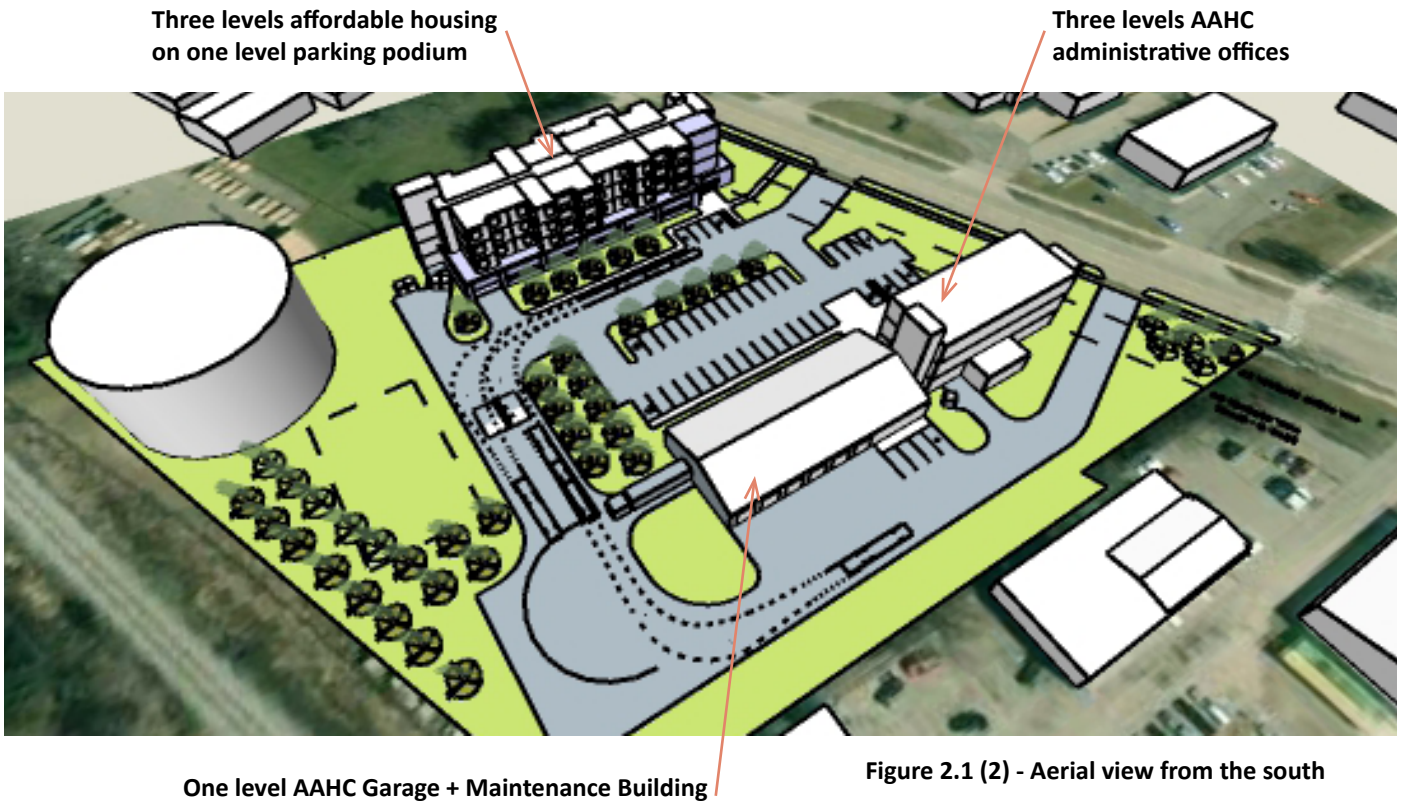 Three levels affordable housing
on one level parking podium
Three levels AAHC
administrative offices
One level AAHC Garage + Maintenance Building
Figure 2.1 (2) - Aerial view from the south